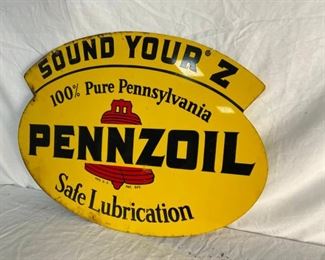 SOUND YOUR Z
100% Pure Pennsylvania
PENNZOIL
Safe Lubrication